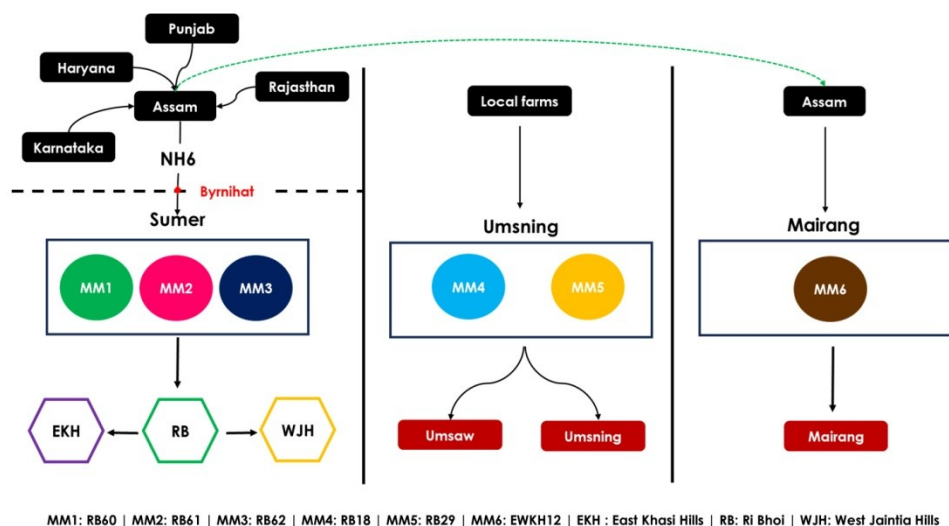 Punjab
Haryana
Rajasthan
Assam
Karnataka
NH6
Byrnihat
Sumer
MM1
MM2
MM3
EKH
RB
WJH
Local farms
Umsning
MM4
MM5
Umsaw
Umsning
Assam
Mairang
MM6
Mairang
MM1: RB60 | MM2: RB61 | MM3: RB62 | MM4: RB18 | MM5: RB29 | MM6: EWKH12 | EKH : East Khasi Hills | RB: Ri Bhoi | WJH: West Jaintia Hills